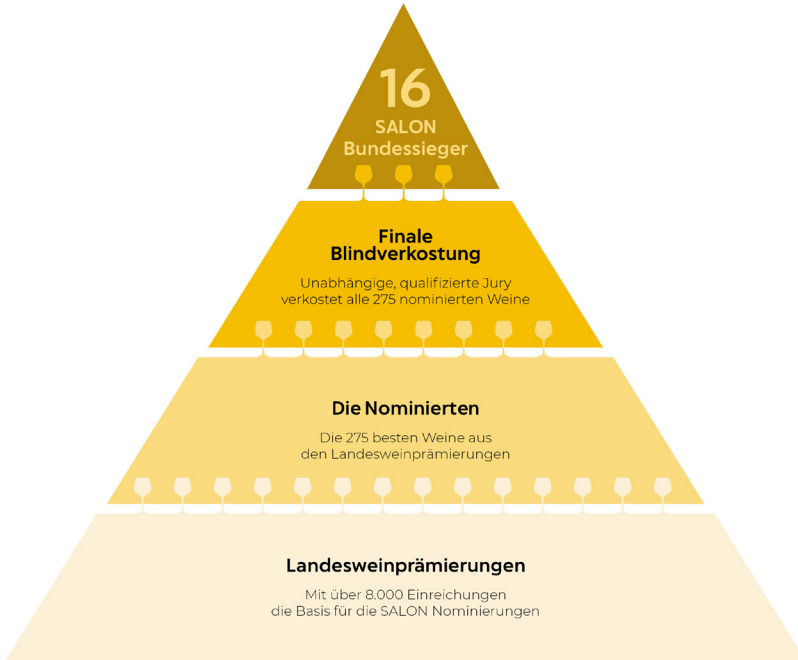 16
SALON
Bundessieger
Finale
Blindverkostung
Unabhängige, qualifizierte Jury
verkostet alle 275 nominierten Weine
Die Nominierten
Die 275 besten Weine aus
den Landesweinprämierungen
Landesweinprämierungen
Mit über 8.000 Einreichungen
die Basis für die SALON Nominierungen